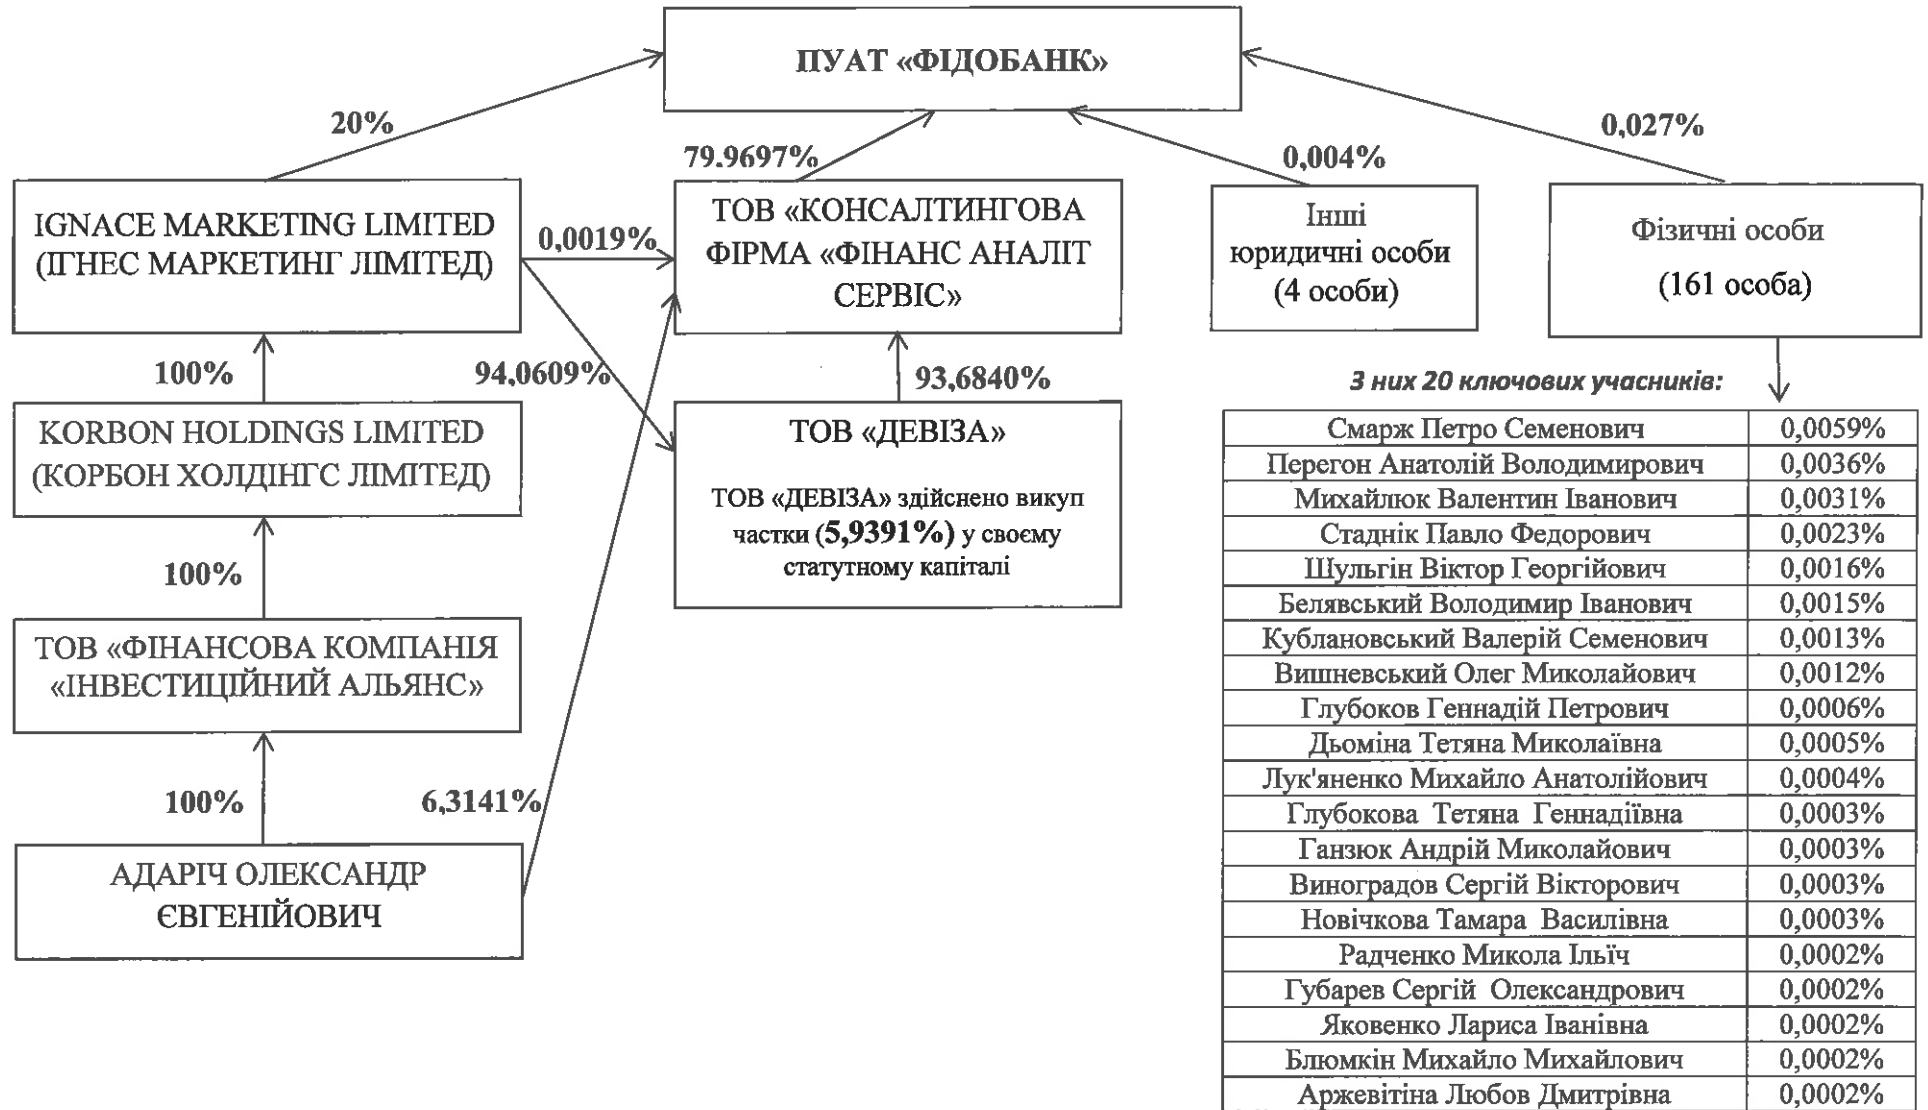 ПУАТ «ФІДОБАНК»
20%
79,9697%
0,004%
0,027%
IGNACE MARKETING LIMITED
(ІГНЕС МАРКЕТИНГ ЛІМІТЕД)
0,0019%
ТОВ «КОНСАЛТИНГОВА
ФІРМА «ФІНАНС АНАЛІТ
СЕРВІС»
Інші
юридичні особи
(4 особи)
Фізичні особи
(161 особа)
100%
94,0609%
93,6840%
KORBON HOLDINGS LIMITED
(КОРБОН ХОЛДІНГС ЛІМІТЕД)
ТОВ «ДЕВІЗА»
ТОВ «ДЕВІЗА» здійснено викуп
частки (5,9391%) у своєму
статутному капіталі
100%
ТОВ «ФІНАНСОВА КОМПАНІЯ
«ІНВЕСТИЦІЙНИЙ АЛЬЯНС»
100%
6,3141%
АДАРІЧ ОЛЕКСАНДР
ЄВГЕНІЙОВИЧ
З них 20 ключових учасників:
Смарж Петро Семенович 0,0059%
Перегон Анатолій Володимирович 0,0036%
Михайлюк Валентин Іванович 0,0031%
Стаднік Павло Федорович 0,0023%
Шульгін Віктор Георгійович 0,0016%
Белявський Володимир Іванович 0,0015%
Кублановський Валерій Семенович 0,0013%
Вишневський Олег Миколайович 0,0012%
Глубоков Геннадій Петрович 0,0006%
Дьоміна Тетяна Миколаївна 0,0005%
Лук'яненко Михайло Анатолійович 0,0004%
Глубокова Тетяна Геннадіївна 0,0003%
Ганзюк Андрій Миколайович 0,0003%
Виноградов Сергій Вікторович 0,0003%
Новічкова Тамара Василівна 0,0003%
Радченко Микола Ільїч 0,0002%
Губарев Сергій Олександрович 0,0002%
Яковенко Лариса Іванівна 0,0002%
Блюмкін Михайло Михайлович 0,0002%
Аржевітіна Любов Дмитрівна 0,0002%